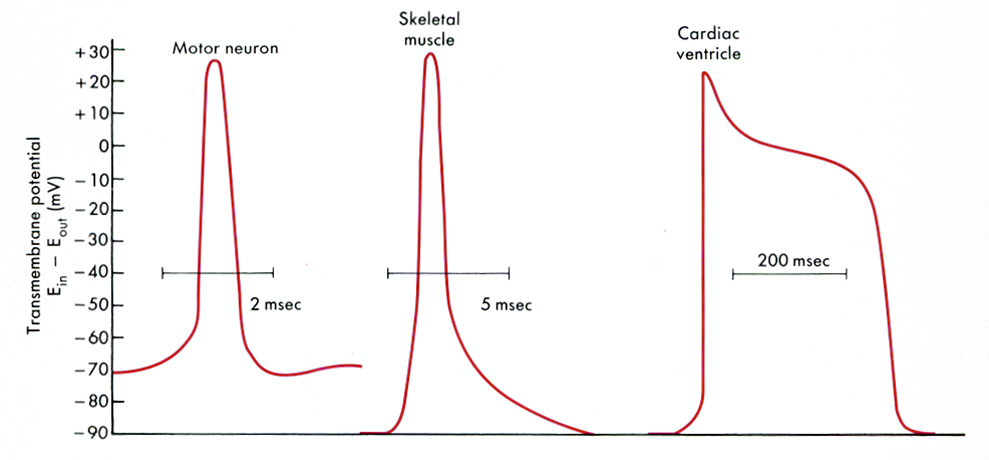 Skeletal
muscle
Motor neuron
Cardiac
ventricle
Transmembrane potential
E_in − E_out (mV)
+30
+20
+10
0
−10
−20
−30
−40
−50
−60
−70
−80
−90
2 msec
5 msec
200 msec